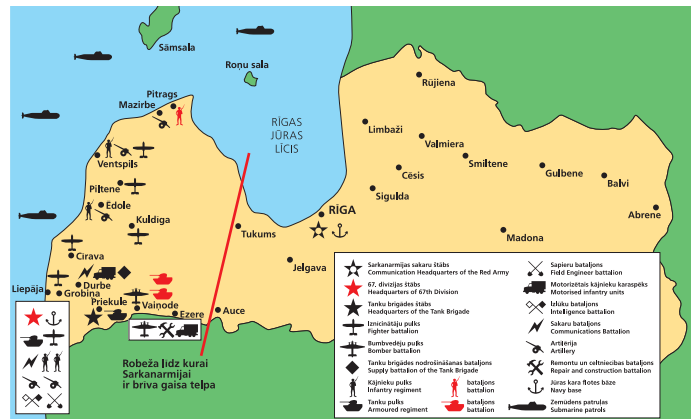 Sāmsala
Roņu sala
Pitrags
Mazirbe
Rūjiena
RĪGAS
JŪRAS
LĪCIS
Limbaži
Valmiera
Ventspils
Cēsis
Smiltene
Gulbene
Balvi
Piltene
Sigulda
Ēdole
RĪGA
Abrene
Kuldiga
Tukums
Madona
Cirava
Jelgava
Durbe
Liepāja
Grobiņa
Priekule
Vaiņode
Ezere
Auce
Robeža līdz kurai
Sarkanarmijai
ir briva gaisa telpa
Sarkanarmijas sakaru štābs
Communication Headquarters of the Red Army
67. divīzijas štābs
Headquarters of 67th Division
Tanku brigādes štābs
Headquarters of the Tank Brigade
Iznicinātāju pulks
Fighter battalion
Bumbvedēju pulks
Bomber battalion
Tanku brigādes nodrošināšanas bataljons
Supply battalion of the Tank Brigade
Kājnieku pulks
Infantry regiment
bataljons
battalion
Tanku pulks
Armoured regiment
bataljons
battalion
Sapieru bataljons
Field Engineer battalion
Motorizētais kājnieku karaspēks
Motorised infantry units
Izlūku bataljons
Intelligence battalion
Sakaru bataljons
Communications Battalion
Artilērija
Artillery
Remontu un celtniecības bataljons
Repair and construction battalion
Jūras kara flotes bāze
Navy base
Zemūdens patruļas
Submarine patrols